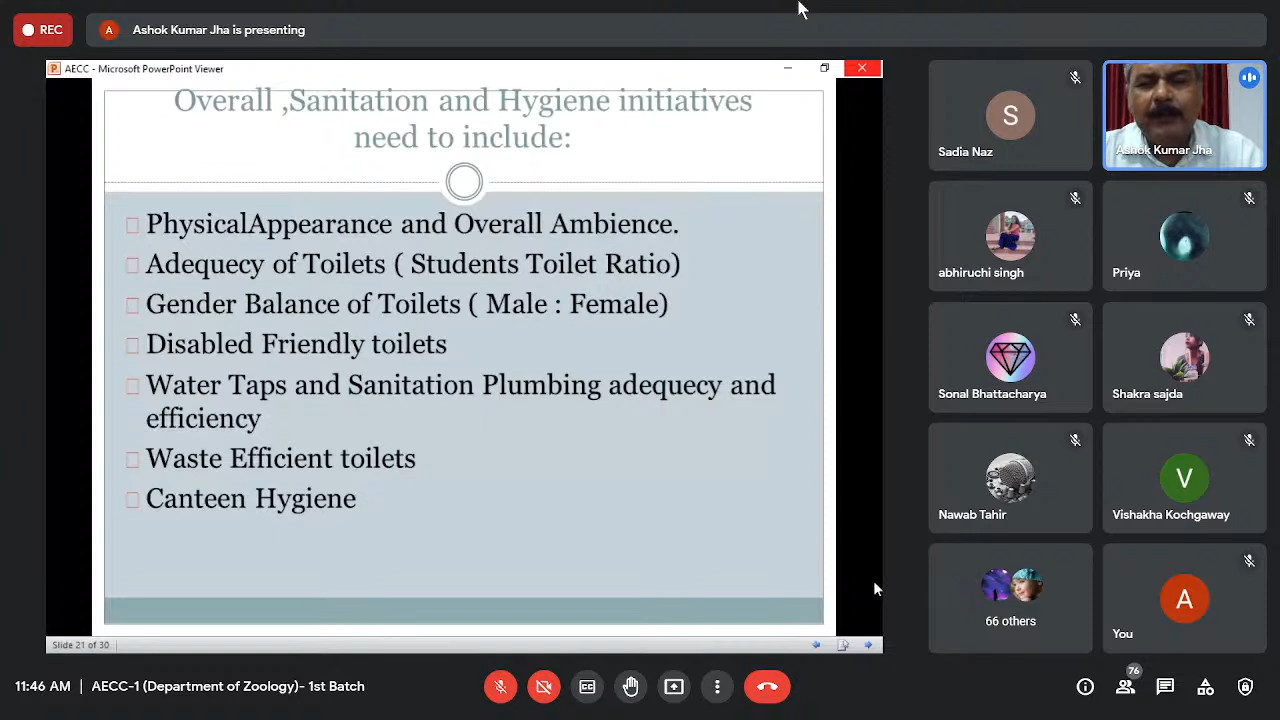 REC
A
Ashok Kumar Jha is presenting
P
AECC - Microsoft PowerPoint Viewer
Overall ,Sanitation and Hygiene initiatives
need to include:
PhysicalAppearance and Overall Ambience.
Adequecy of Toilets ( Students Toilet Ratio)
Gender Balance of Toilets ( Male : Female)
Disabled Friendly toilets
Water Taps and Sanitation Plumbing adequecy and
efficiency
Waste Efficient toilets
Canteen Hygiene
Slide 21 of 30
S
Sadia Naz
Ashok Kumar Jha
abhiruchi singh
Priya
Sonal Bhattacharya
Shakra sajda
Nawab Tahir
V
Vishakha Kochgaway
66 others
A
You
11:46 AM | AECC-1 (Department of Zoology)- 1st Batch
76